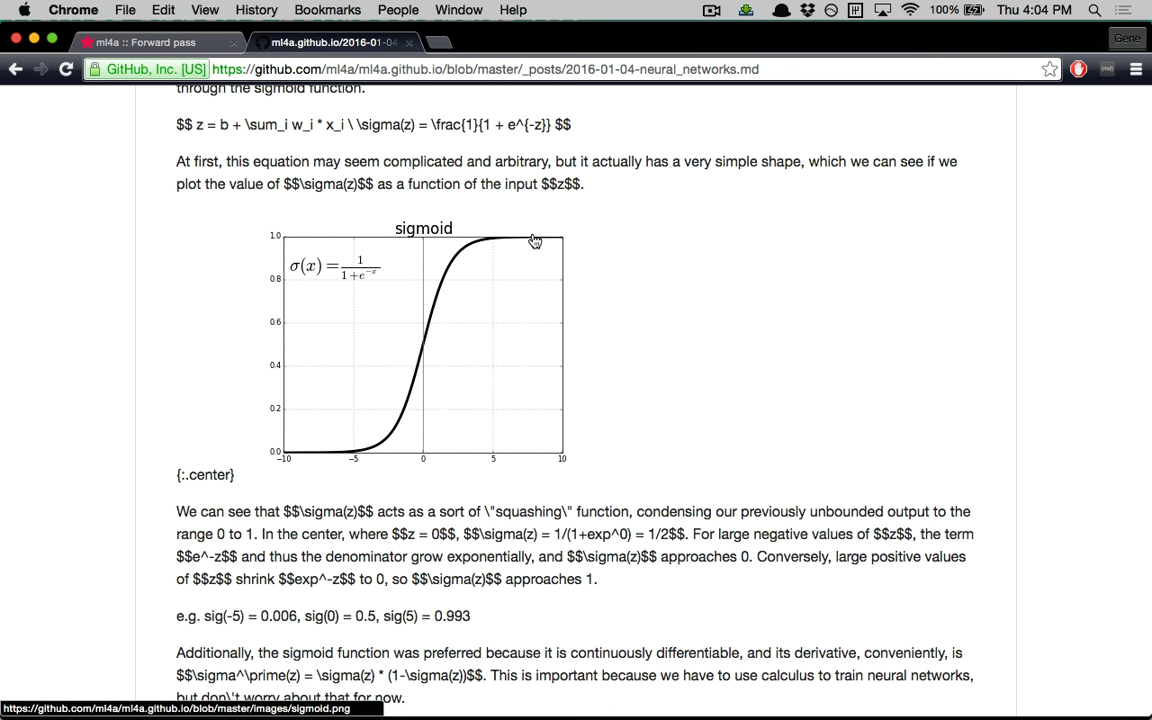 Chrome File Edit View History Bookmarks People Window Help 100% Thu 4:04 PM
ml4a :: Forward pass ml4a.github.io/2016-01-04- Gene
GitHub, Inc. [US] https://github.com/ml4a/ml4a.github.io/blob/master/_posts/2016-01-04-neural_networks.md
through the sigmoid function.
$$ z = b + \sum_i w_i * x_i \ \sigma(z) = \frac{1}{1 + e^{-z}} $$
At first, this equation may seem complicated and arbitrary, but it actually has a very simple shape, which we can see if we
plot the value of $$\sigma(z)$$ as a function of the input $$z$$.
sigmoid
1.0
σ(x)=1/1+e^-x
0.8
0.6
0.4
0.2
0.0
−10 −5 0 5 10
{:.center}
We can see that $$\sigma(z)$$ acts as a sort of \"squashing\" function, condensing our previously unbounded output to the
range 0 to 1. In the center, where $$z = 0$$, $$\sigma(z) = 1/(1+exp^0) = 1/2$$. For large negative values of $$z$$, the term
$$e^-z$$ and thus the denominator grow exponentially, and $$\sigma(z)$$ approaches 0. Conversely, large positive values
of $$z$$ shrink $$exp^-z$$ to 0, so $$\sigma(z)$$ approaches 1.
e.g. sig(-5) = 0.006, sig(0) = 0.5, sig(5) = 0.993
Additionally, the sigmoid function was preferred because it is continuously differentiable, and its derivative, conveniently, is
$$\sigma^\prime(z) = \sigma(z) * (1-\sigma(z))$$. This is important because we have to use calculus to train neural networks,
but don\'t worry about that for now.
https://github.com/ml4a/ml4a.github.io/blob/master/images/sigmoid.png